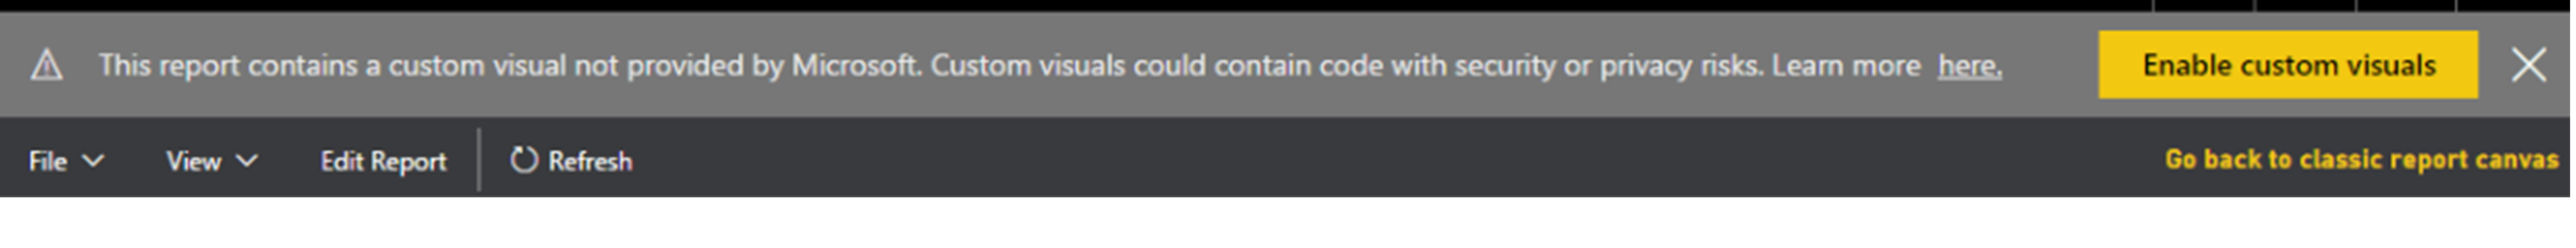 This report contains a custom visual not provided by Microsoft. Custom visuals could contain code with security or privacy risks. Learn more here. Enable custom visuals
File View Edit Report Refresh Go back to classic report canvas